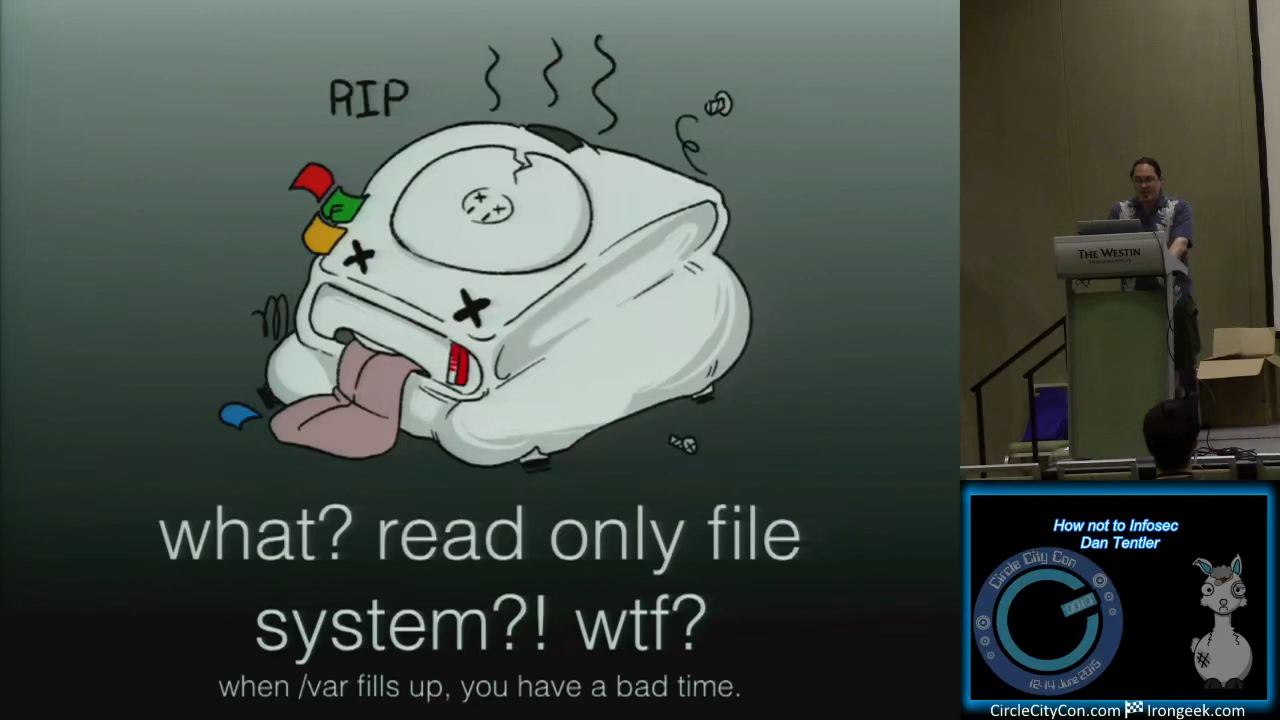 RIP
what? read only file
system?! wtf?
when /var fills up, you have a bad time.
THE WESTIN
How not to Infosec
Dan Tentler
Circle City Con
12-14 June 2015
CircleCityCon.com Irongeek.com